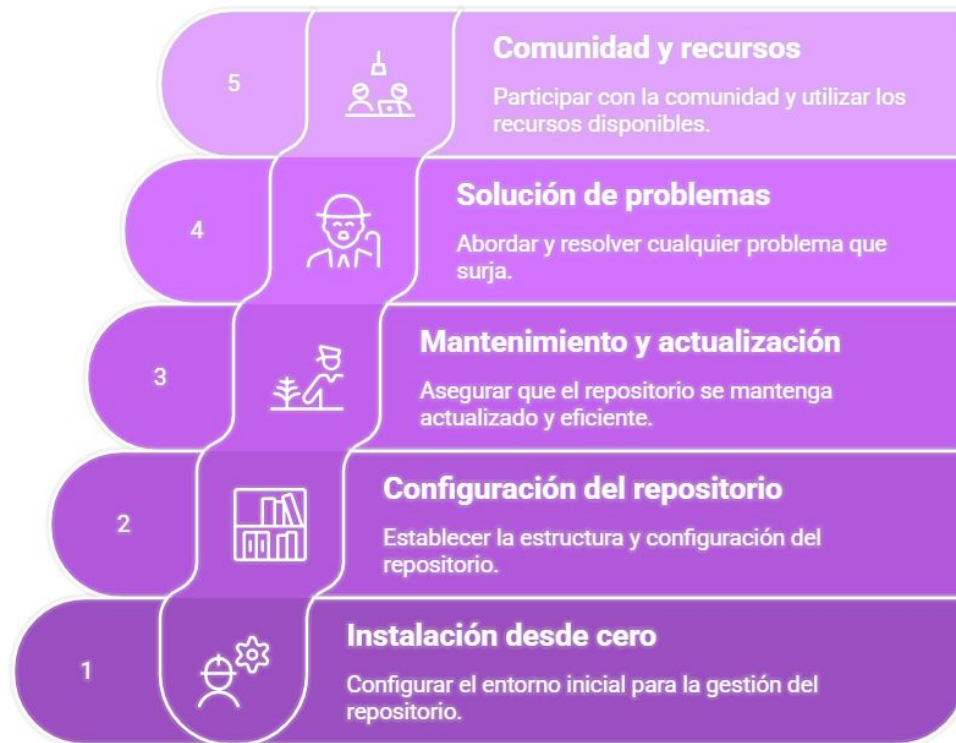 5
Comunidad y recursos
Participar con la comunidad y utilizar los
recursos disponibles.
4
Solución de problemas
Abordar y resolver cualquier problema que
surja.
3
Mantenimiento y actualización
Asegurar que el repositorio se mantenga
actualizado y eficiente.
2
Configuración del repositorio
Establecer la estructura y configuración del
repositorio.
1
Instalación desde cero
Configurar el entorno inicial para la gestión del
repositorio.